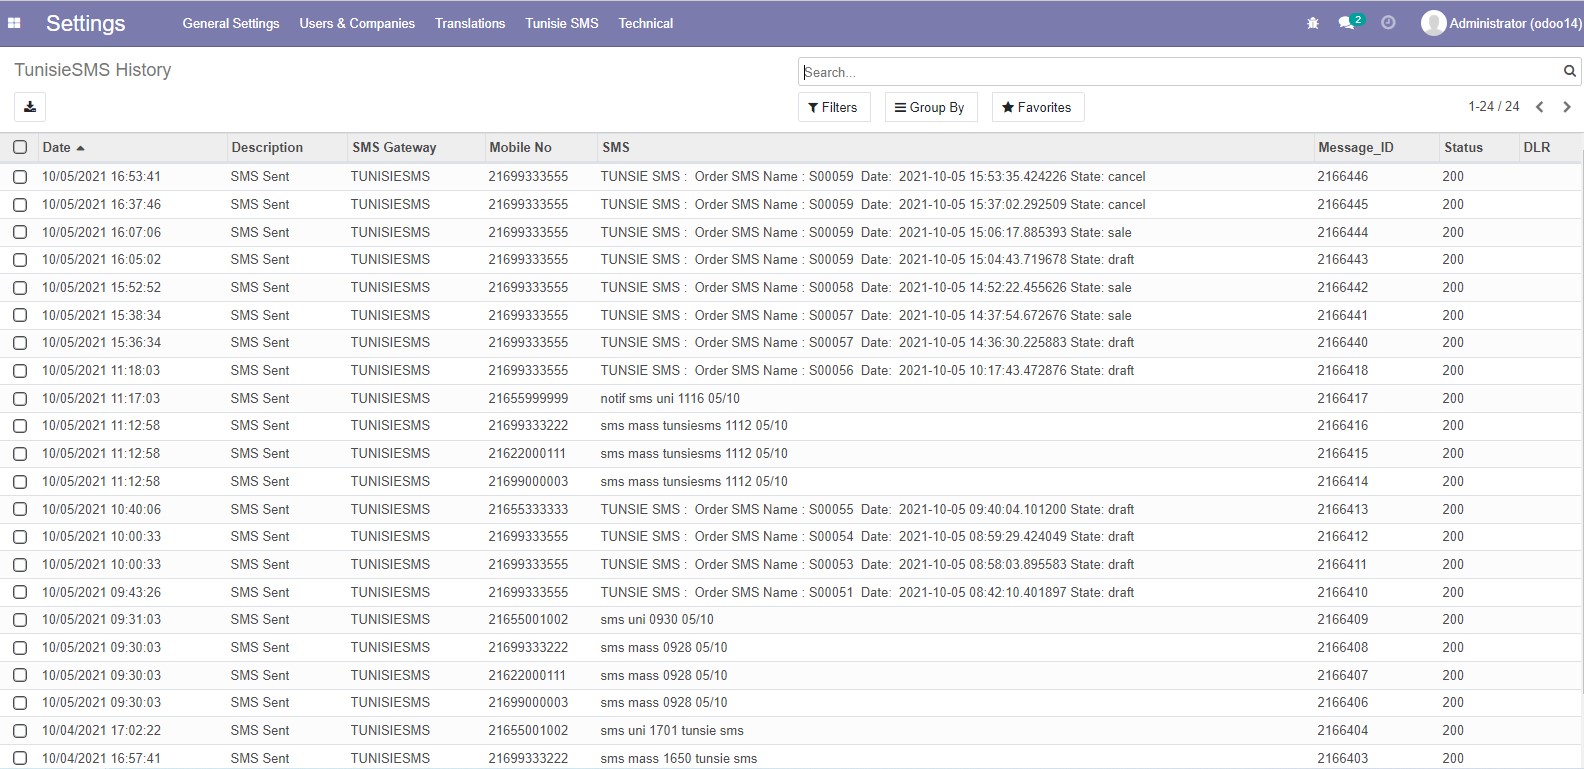 Settings General Settings Users & Companies Translations Tunisie SMS Technical 2 Administrator (odoo14)
TunisieSMS History Search...
Filters Group By Favorites 1-24 / 24
Date Description SMS Gateway Mobile No SMS Message_ID Status DLR
10/05/2021 16:53:41 SMS Sent TUNISIESMS 21699333555 TUNSIE SMS : Order SMS Name : S00059 Date: 2021-10-05 15:53:35.424226 State: cancel 2166446 200
10/05/2021 16:37:46 SMS Sent TUNISIESMS 21699333555 TUNSIE SMS : Order SMS Name : S00059 Date: 2021-10-05 15:37:02.292509 State: cancel 2166445 200
10/05/2021 16:07:06 SMS Sent TUNISIESMS 21699333555 TUNSIE SMS : Order SMS Name : S00059 Date: 2021-10-05 15:06:17.885393 State: sale 2166444 200
10/05/2021 16:05:02 SMS Sent TUNISIESMS 21699333555 TUNSIE SMS : Order SMS Name : S00059 Date: 2021-10-05 15:04:43.719678 State: draft 2166443 200
10/05/2021 15:52:52 SMS Sent TUNISIESMS 21699333555 TUNSIE SMS : Order SMS Name : S00058 Date: 2021-10-05 14:52:22.455626 State: sale 2166442 200
10/05/2021 15:38:34 SMS Sent TUNISIESMS 21699333555 TUNSIE SMS : Order SMS Name : S00057 Date: 2021-10-05 14:37:54.672676 State: sale 2166441 200
10/05/2021 15:36:34 SMS Sent TUNISIESMS 21699333555 TUNSIE SMS : Order SMS Name : S00057 Date: 2021-10-05 14:36:30.225883 State: draft 2166440 200
10/05/2021 11:18:03 SMS Sent TUNISIESMS 21699333555 TUNSIE SMS : Order SMS Name : S00056 Date: 2021-10-05 10:17:43.472876 State: draft 2166418 200
10/05/2021 11:17:03 SMS Sent TUNISIESMS 21655999999 notif sms uni 1116 05/10 2166417 200
10/05/2021 11:12:58 SMS Sent TUNISIESMS 21699333222 sms mass tunsiesms 1112 05/10 2166416 200
10/05/2021 11:12:58 SMS Sent TUNISIESMS 21622000111 sms mass tunsiesms 1112 05/10 2166415 200
10/05/2021 11:12:58 SMS Sent TUNISIESMS 21699000003 sms mass tunsiesms 1112 05/10 2166414 200
10/05/2021 10:40:06 SMS Sent TUNISIESMS 21655333333 TUNSIE SMS : Order SMS Name : S00055 Date: 2021-10-05 09:40:04.101200 State: draft 2166413 200
10/05/2021 10:00:33 SMS Sent TUNISIESMS 21699333555 TUNSIE SMS : Order SMS Name : S00054 Date: 2021-10-05 08:59:29.424049 State: draft 2166412 200
10/05/2021 10:00:33 SMS Sent TUNISIESMS 21699333555 TUNSIE SMS : Order SMS Name : S00053 Date: 2021-10-05 08:58:03.895583 State: draft 2166411 200
10/05/2021 09:43:26 SMS Sent TUNISIESMS 21699333555 TUNSIE SMS : Order SMS Name : S00051 Date: 2021-10-05 08:42:10.401897 State: draft 2166410 200
10/05/2021 09:31:03 SMS Sent TUNISIESMS 21655001002 sms uni 0930 05/10 2166409 200
10/05/2021 09:30:03 SMS Sent TUNISIESMS 21699333222 sms mass 0928 05/10 2166408 200
10/05/2021 09:30:03 SMS Sent TUNISIESMS 21622000111 sms mass 0928 05/10 2166407 200
10/05/2021 09:30:03 SMS Sent TUNISIESMS 21699000003 sms mass 0928 05/10 2166406 200
10/04/2021 17:02:22 SMS Sent TUNISIESMS 21655001002 sms uni 1701 tunsie sms 2166404 200
10/04/2021 16:57:41 SMS Sent TUNISIESMS 21699333222 sms mass 1650 tunsie sms 2166403 200